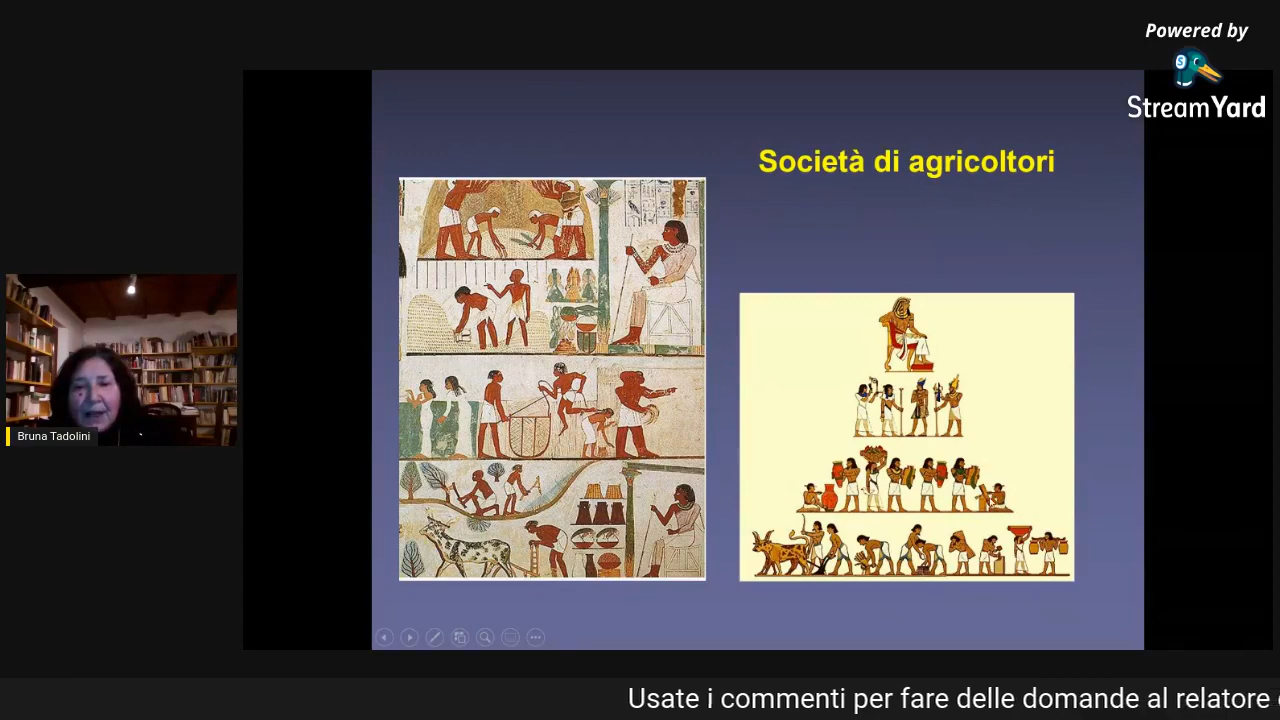 Powered by
StreamYard
Società di agricoltori
Bruna Tadolini
Usate i commenti per fare delle domande al relatore